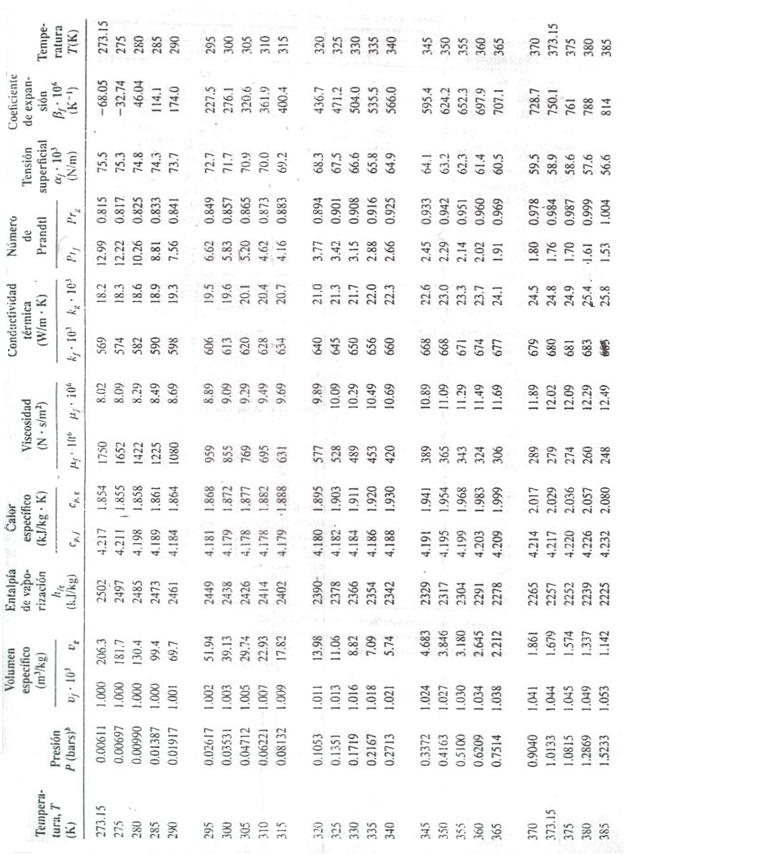 Tempera- Presión Volumen Entalpia Calor Viscosidad Conductividad Número Tensión Coeficiente Tempe-
tura, T P (bars)b específico de vapo- específico (N · s/m²) térmica de superficial de expan- ratura
(K) (m³/kg) rización (kJ/kg · K) (W/m · K) Prandtl (N/m) sión T(K)
vf · 10³ vg hfg (kJ/kg) cp,f cp,g μf · 10⁶ μf · 10⁶ kf · 10³ kg · 10³ Prf Prg σf · 10³ βf · 10⁶ (K⁻¹)
273.15 0.00611 1.000 206.3 2502 4.217 1.854 1750 8.02 569 18.2 12.99 0.815 75.5 −68.05 273.15
275 0.00697 1.000 181.7 2497 4.211 1.855 1652 8.09 574 18.3 12.22 0.817 75.3 −32.74 275
280 0.00990 1.000 130.4 2485 4.198 1.858 1422 8.29 582 18.6 10.26 0.825 74.8 46.04 280
285 0.01387 1.000 99.4 2473 4.189 1.861 1225 8.49 590 18.9 8.81 0.833 74.3 114.1 285
290 0.01917 1.001 69.7 2461 4.184 1.864 1080 8.69 598 19.3 7.56 0.841 73.7 174.0 290
295 0.02617 1.002 51.94 2449 4.181 1.868 959 8.89 606 19.5 6.62 0.849 72.7 227.5 295
300 0.03531 1.003 39.13 2438 4.179 1.872 855 9.09 613 19.6 5.83 0.857 71.7 276.1 300
305 0.04712 1.005 29.74 2426 4.178 1.877 769 9.29 620 20.1 5.20 0.865 70.9 320.6 305
310 0.06221 1.007 22.93 2414 4.178 1.882 695 9.49 628 20.4 4.62 0.873 70.0 361.9 310
315 0.08132 1.009 17.82 2402 4.179 1.888 631 9.69 634 20.7 4.16 0.883 69.2 400.4 315
320 0.1053 1.011 13.98 2390 4.180 1.895 577 9.89 640 21.0 3.77 0.894 68.3 436.7 320
325 0.1351 1.013 11.06 2378 4.182 1.903 528 10.09 645 21.3 3.42 0.901 67.5 471.2 325
330 0.1719 1.016 8.82 2366 4.184 1.911 489 10.29 650 21.7 3.15 0.908 66.6 504.0 330
335 0.2167 1.018 7.09 2354 4.186 1.920 453 10.49 656 22.0 2.88 0.916 65.8 535.5 335
340 0.2713 1.021 5.74 2342 4.188 1.930 420 10.69 660 22.3 2.66 0.925 64.9 566.0 340
345 0.3372 1.024 4.683 2329 4.191 1.941 389 10.89 668 22.6 2.45 0.933 64.1 595.4 345
350 0.4163 1.027 3.846 2317 4.195 1.954 365 11.09 668 23.0 2.29 0.942 63.2 624.2 350
355 0.5100 1.030 3.180 2304 4.199 1.968 343 11.29 671 23.3 2.14 0.951 62.3 652.3 355
360 0.6209 1.034 2.645 2291 4.203 1.983 324 11.49 674 23.7 2.02 0.960 61.4 697.9 360
365 0.7514 1.038 2.212 2278 4.209 1.999 306 11.69 677 24.1 1.91 0.969 60.5 707.1 365
370 0.9040 1.041 1.861 2265 4.214 2.017 289 11.89 679 24.5 1.80 0.978 59.5 728.7 370
373.15 1.0133 1.044 1.679 2257 4.217 2.029 279 12.02 680 24.8 1.76 0.984 58.9 750.1 373.15
375 1.0815 1.045 1.574 2252 4.220 2.036 274 12.09 681 24.9 1.70 0.987 58.6 761 375
380 1.2869 1.049 1.337 2239 4.226 2.057 260 12.29 683 25.4 1.61 0.999 57.6 788 380
385 1.5233 1.053 1.142 2225 4.232 2.080 248 12.49 25.8 1.53 1.004 56.6 814 385